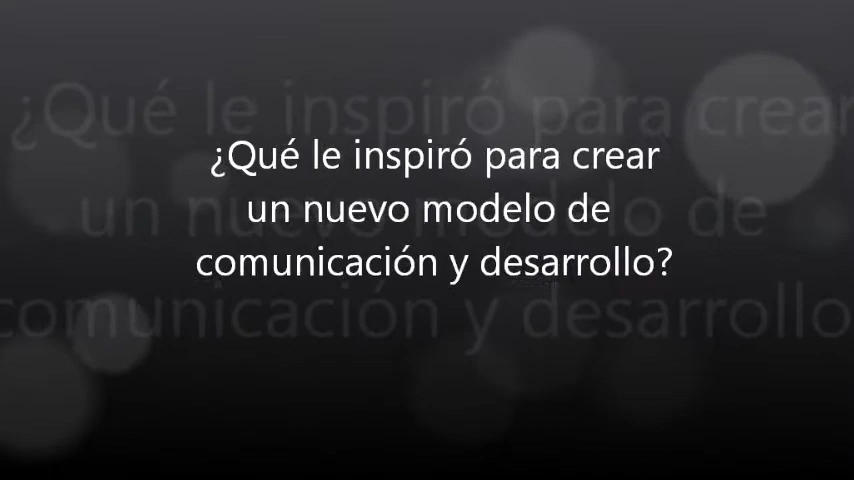 ¿Qué le inspiró para crear
un nuevo modelo de
comunicación y desarrollo?